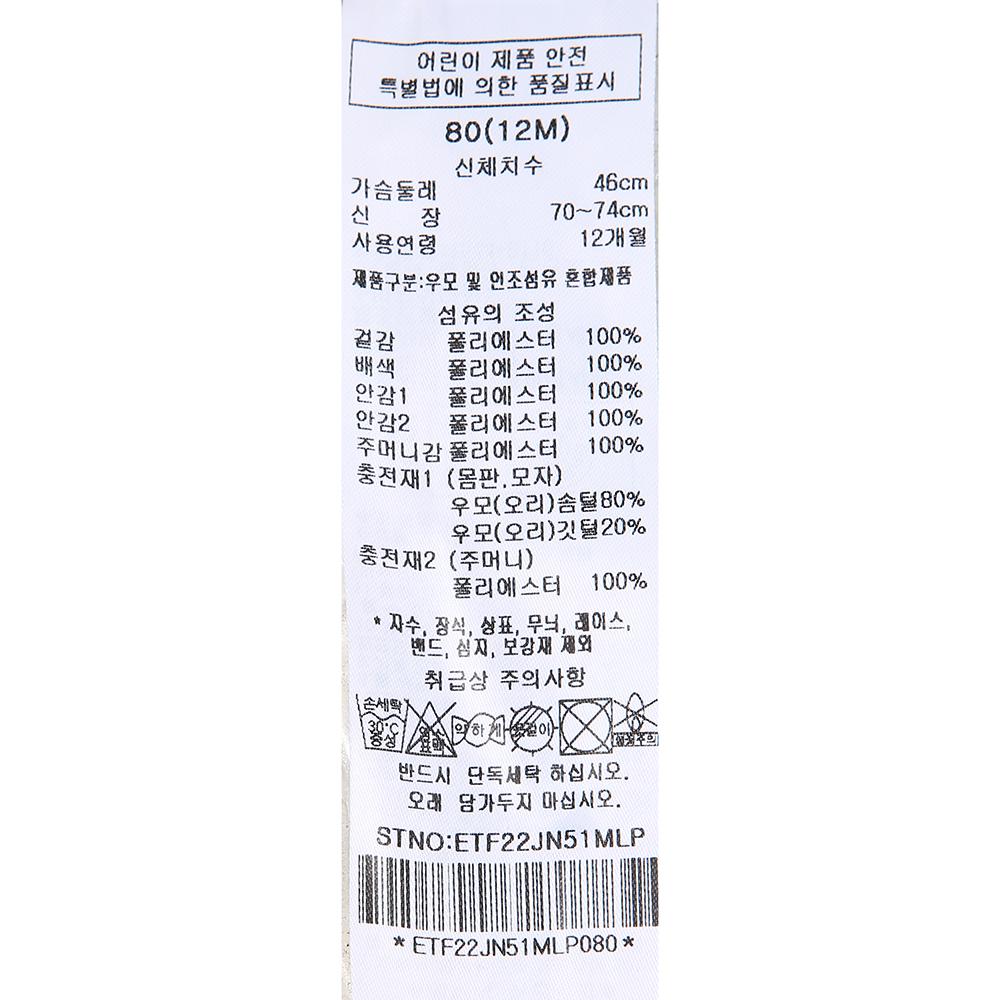 어린이 제품 안전
특별법에 의한 품질표시
80(12M)
신체치수
가슴둘레 46cm
신 장 70~74cm
사용연령 12개월
제품구분:우모 및 인조섬유 혼합제품
섬유의 조성
겉감 폴리에스터 100%
배색 폴리에스터 100%
안감1 폴리에스터 100%
안감2 폴리에스터 100%
주머니감 폴리에스터 100%
충전재1 (몸판,모자)
우모(오리)솜털80%
우모(오리)깃털20%
충전재2 (주머니)
폴리에스터 100%
* 자수, 장식, 상표, 무늬, 레이스,
밴드, 심지, 보강재 제외
취급상 주의사항
손세탁
30°C
중성
염소
표백
약하게
옷걸이
반드시 단독세탁 하십시오.
오래 담가두지 마십시오.
STNO:ETF22JN51MLP
*ETF22JN51MLP080*